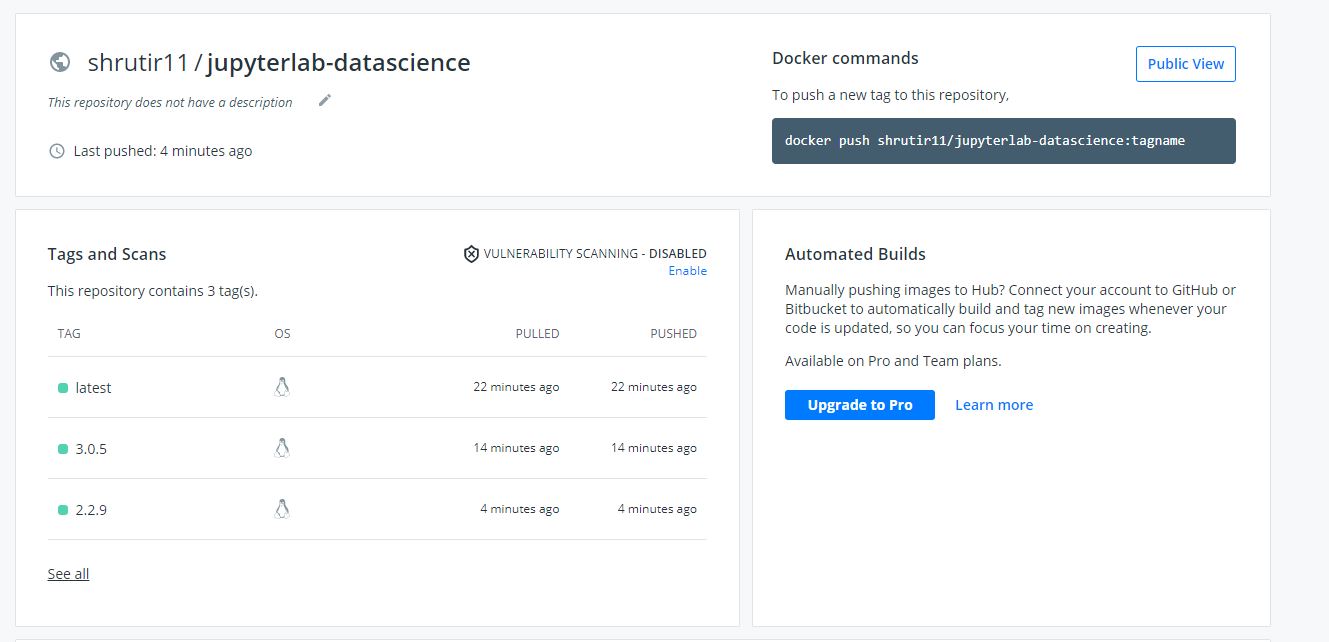 shrutir11 / jupyterlab-datascience
This repository does not have a description
Last pushed: 4 minutes ago
Docker commands
Public View
To push a new tag to this repository,
docker push shrutir11/jupyterlab-datascience:tagname
Tags and Scans
VULNERABILITY SCANNING - DISABLED
Enable
This repository contains 3 tag(s).
TAG OS PULLED PUSHED
latest 22 minutes ago 22 minutes ago
3.0.5 14 minutes ago 14 minutes ago
2.2.9 4 minutes ago 4 minutes ago
See all
Automated Builds
Manually pushing images to Hub? Connect your account to GitHub or
Bitbucket to automatically build and tag new images whenever your
code is updated, so you can focus your time on creating.
Available on Pro and Team plans.
Upgrade to Pro Learn more